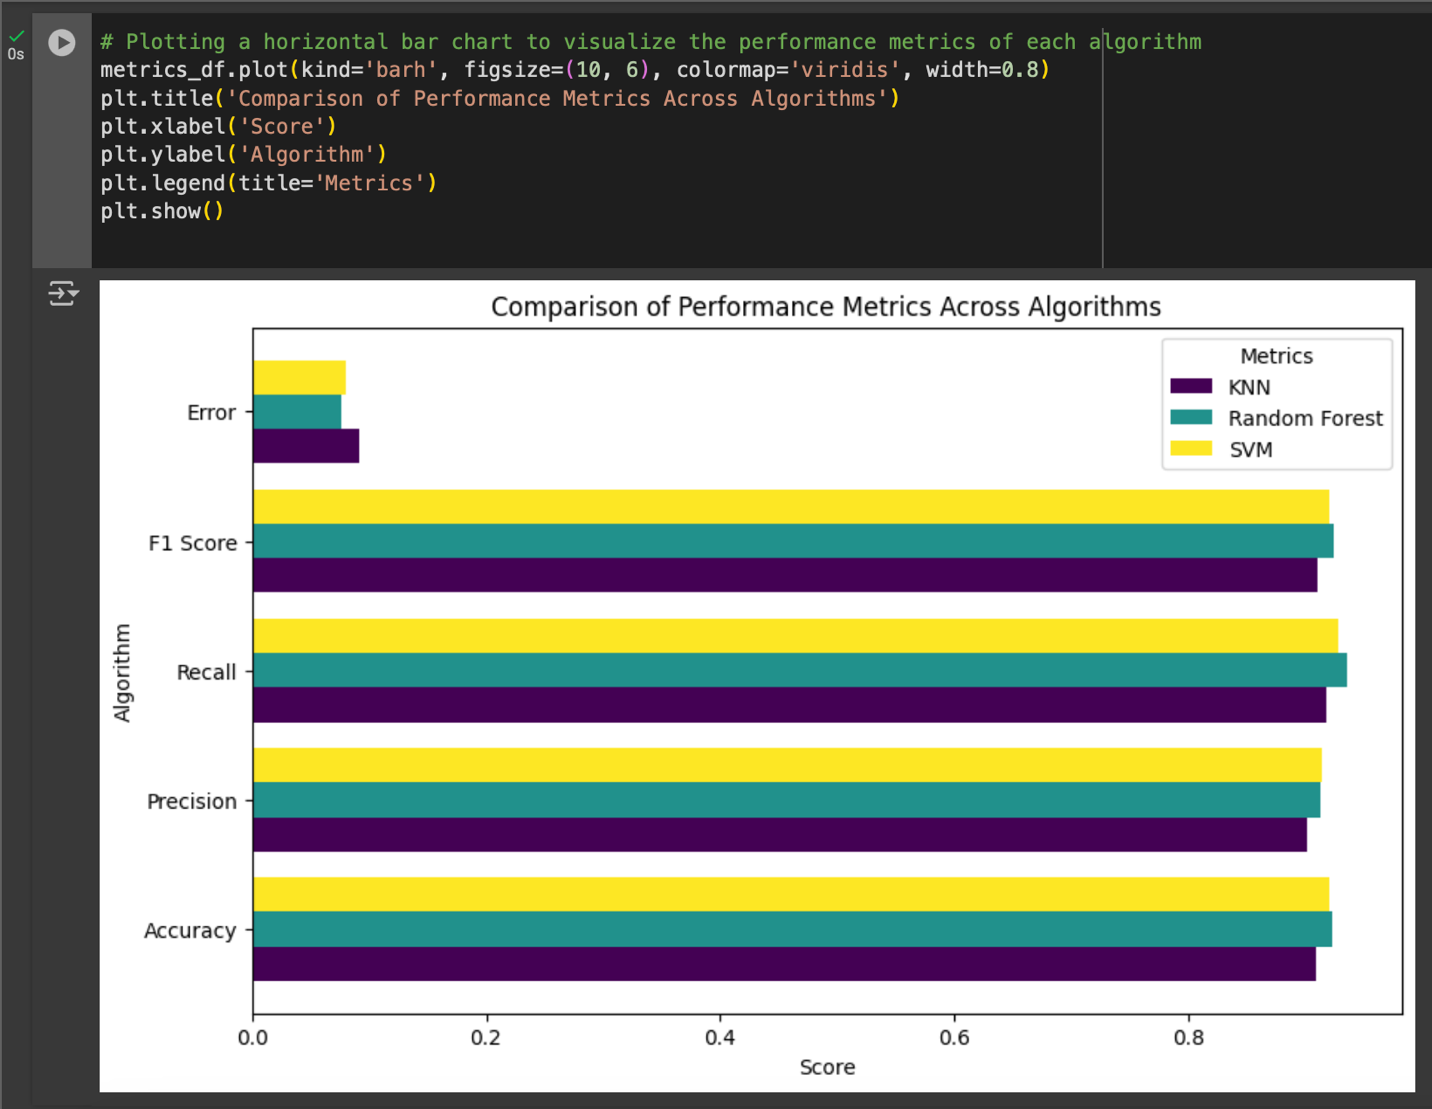 # Plotting a horizontal bar chart to visualize the performance metrics of each algorithm
metrics_df.plot(kind='barh', figsize=(10, 6), colormap='viridis', width=0.8)
plt.title('Comparison of Performance Metrics Across Algorithms')
plt.xlabel('Score')
plt.ylabel('Algorithm')
plt.legend(title='Metrics')
plt.show()
0s
Comparison of Performance Metrics Across Algorithms
Metrics
KNN
Random Forest
SVM
Error
F1 Score
Recall
Precision
Accuracy
Algorithm
0.0 0.2 0.4 0.6 0.8
Score